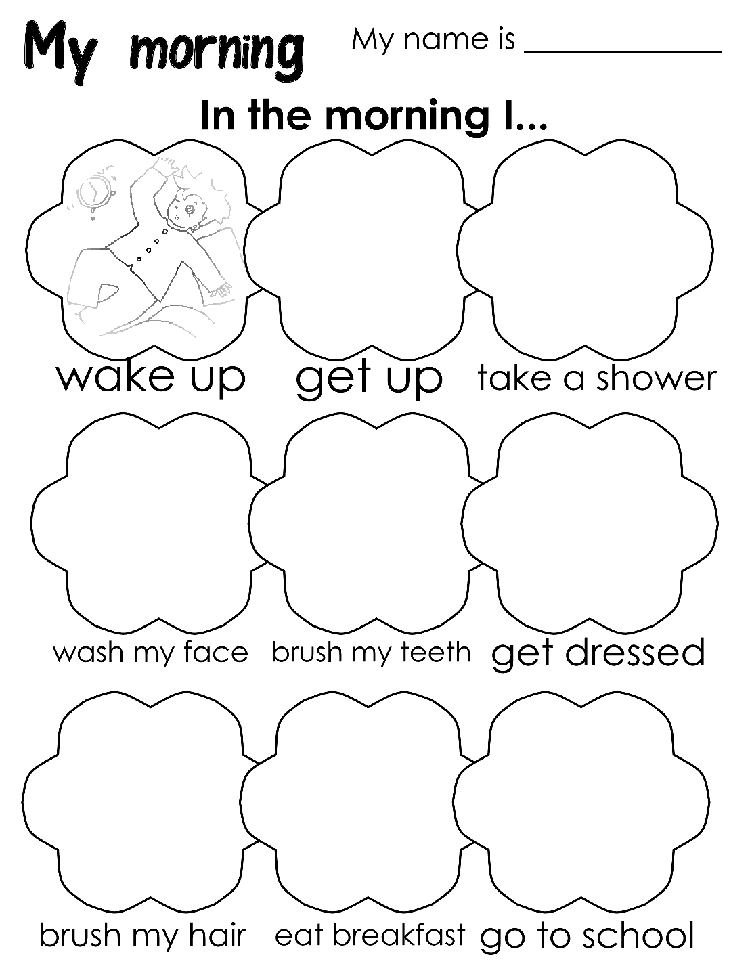 My morning
My name is
In the morning I...
wake up
get up
take a shower
wash my face
brush my teeth
get dressed
brush my hair
eat breakfast
go to school